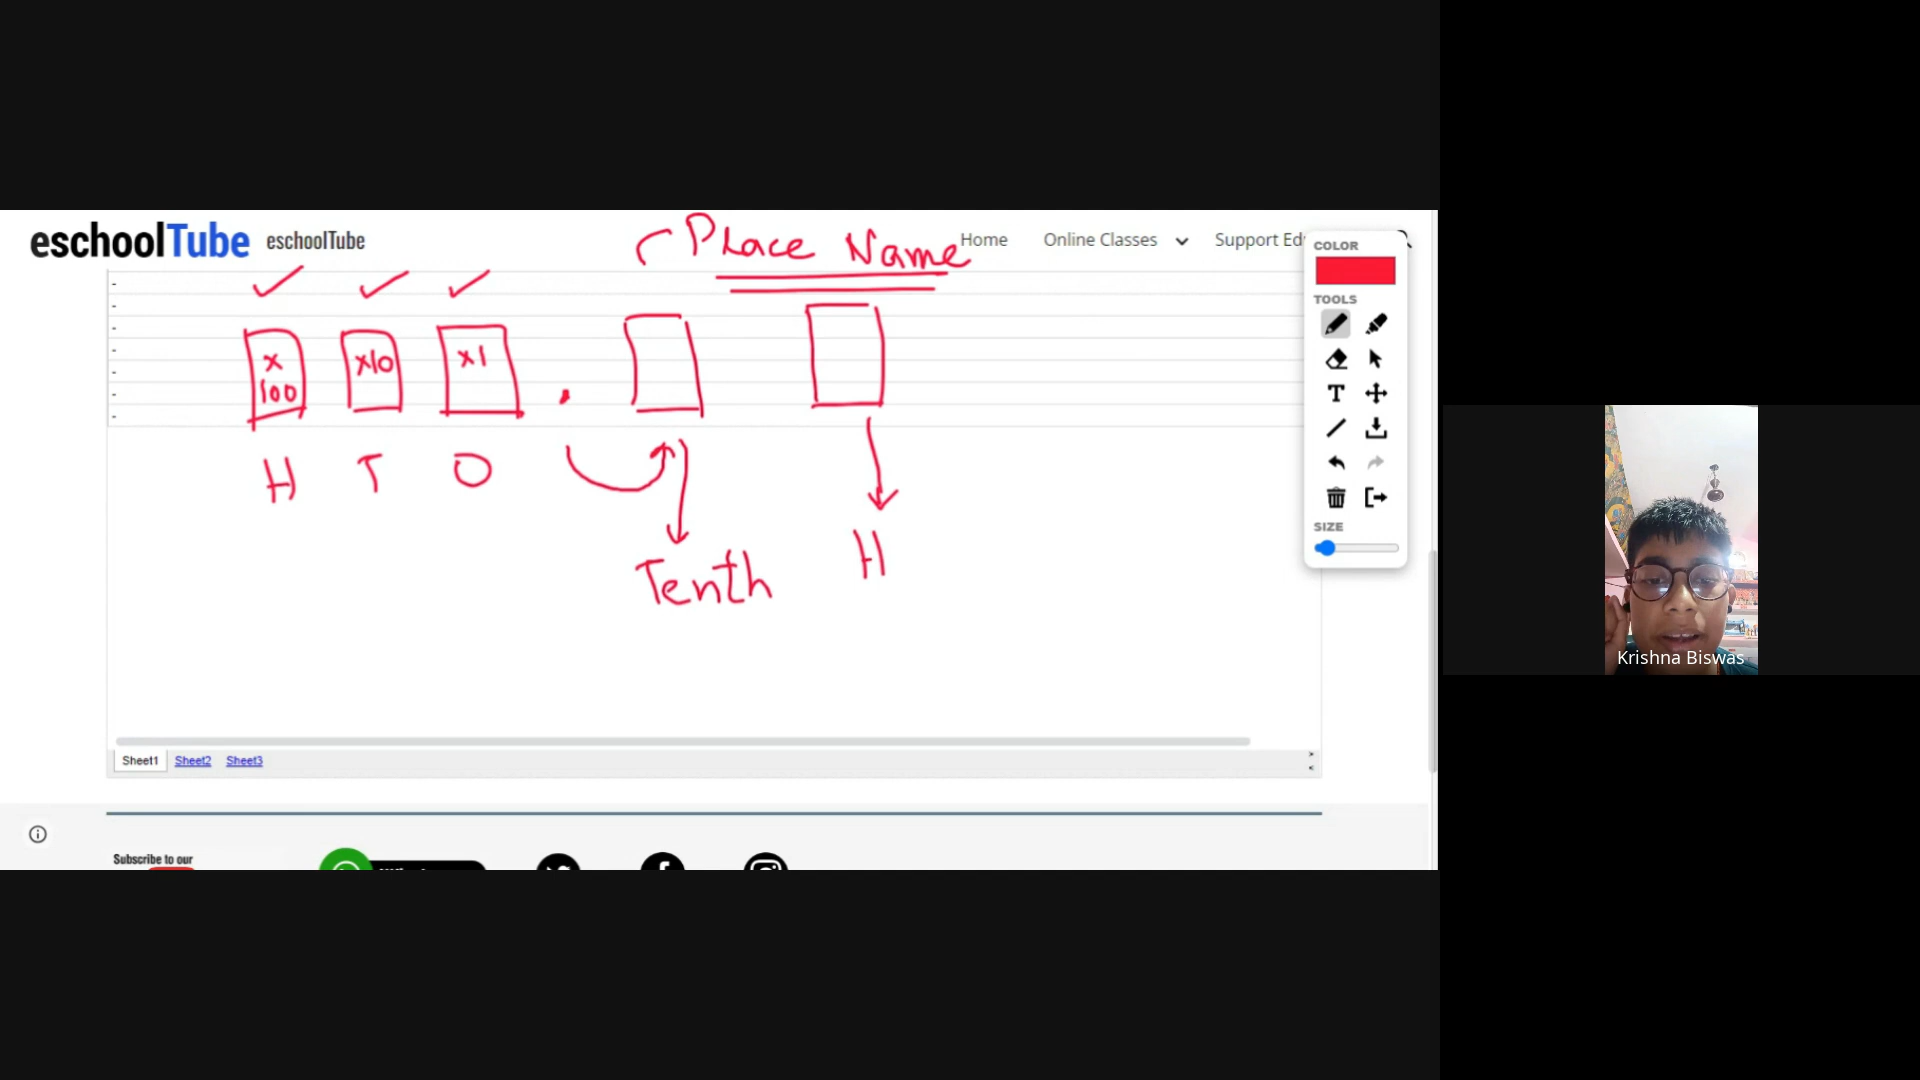 eschoolTube eschoolTube
Place Name
Home Online Classes Support Ed
COLOR
TOOLS
T
SIZE
x 100 x10 x1 .
H T O
Tenth H
Sheet1 Sheet2 Sheet3
Subscribe to our
Krishna Biswas